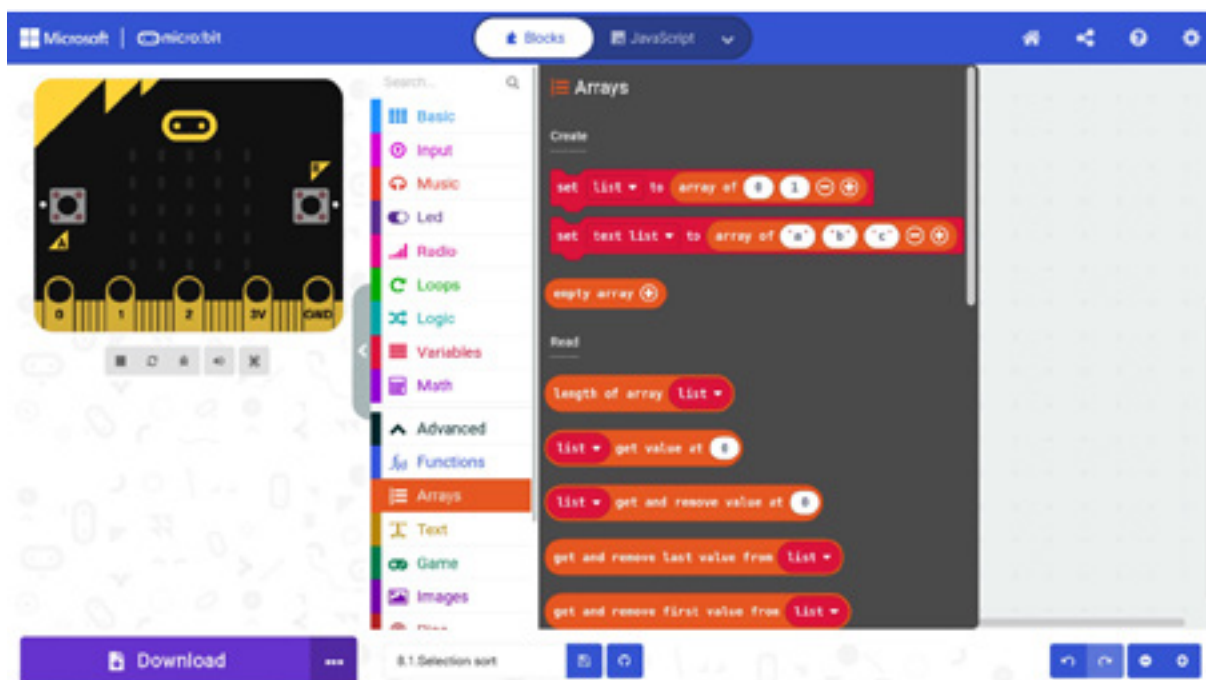 Microsoft micro:bit
Blocks JavaScript
A
B
0 1 2 3V GND
Search...
Basic
Input
Music
Led
Radio
Loops
Logic
Variables
Math
Advanced
Functions
Arrays
Text
Game
Images
Arrays
Create
set list to array of 0 1
set text list to array of "a" "b" "c"
empty array
Read
length of array list
list get value at 0
list get and remove value at 0
get and remove last value from list
get and remove first value from list
Download ...
8.1.Selection sort